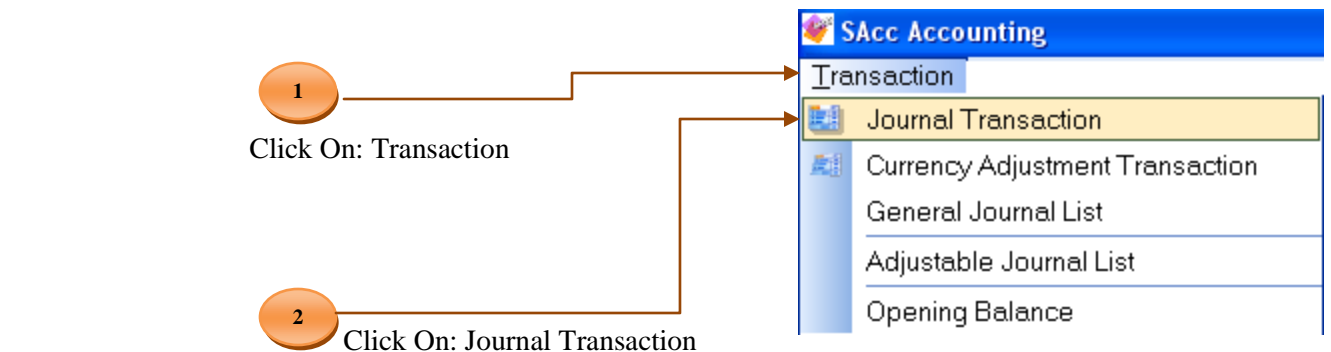 SAcc Accounting
1
Transaction
Click On: Transaction
Journal Transaction
Currency Adjustment Transaction
General Journal List
Adjustable Journal List
Opening Balance
2
Click On: Journal Transaction